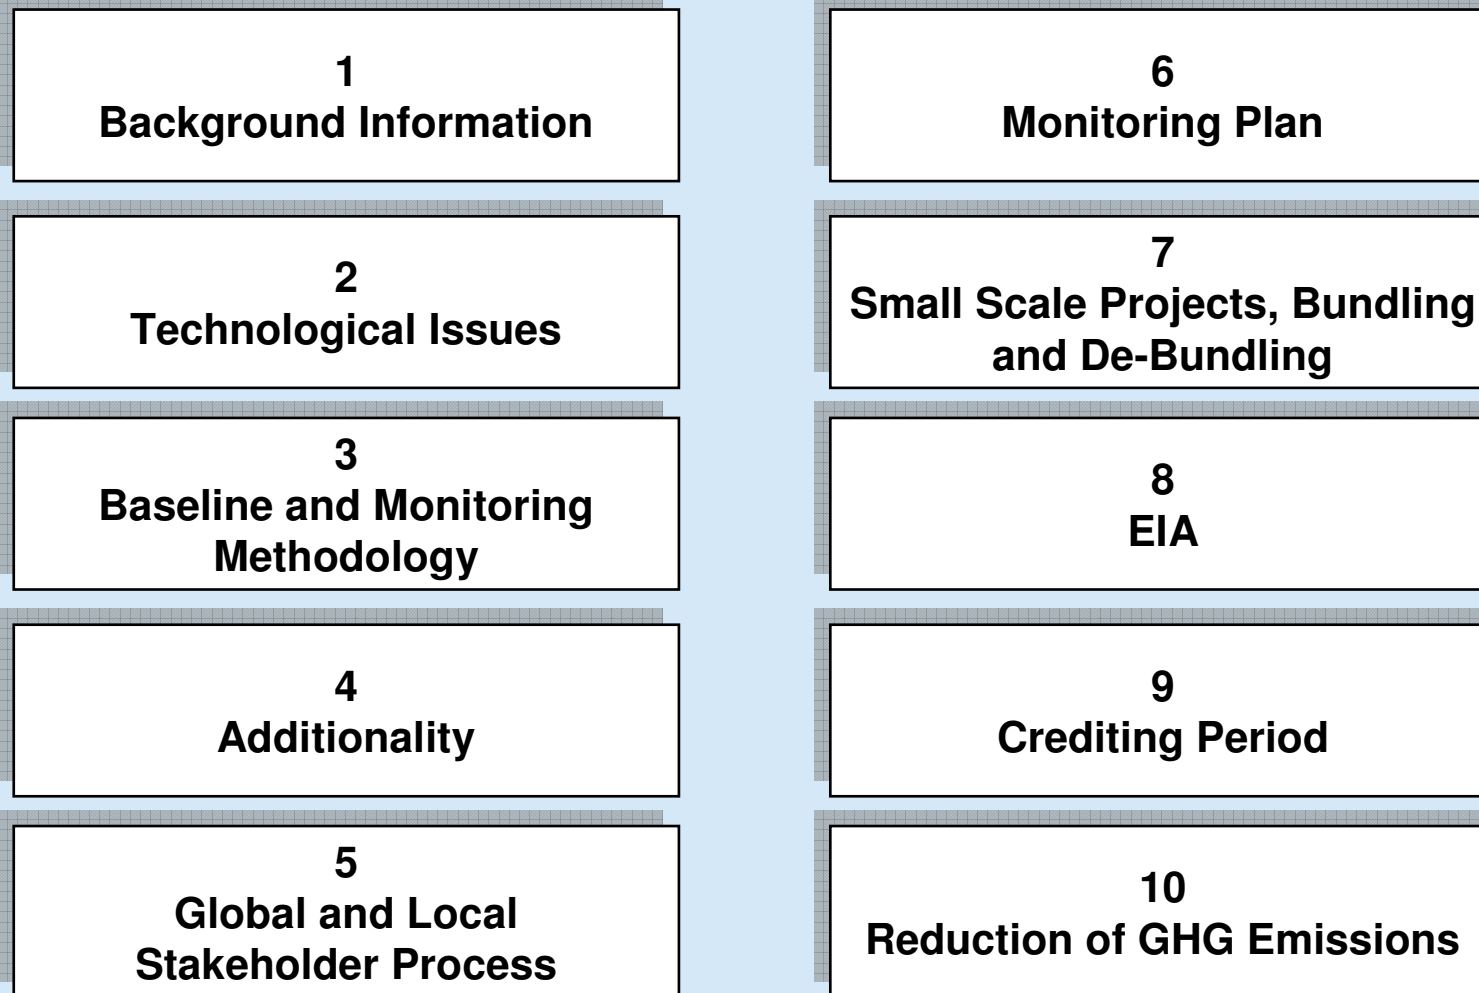 1
Background Information
2
Technological Issues
3
Baseline and Monitoring
Methodology
4
Additionality
5
Global and Local
Stakeholder Process
6
Monitoring Plan
7
Small Scale Projects, Bundling
and De-Bundling
8
EIA
9
Crediting Period
10
Reduction of GHG Emissions